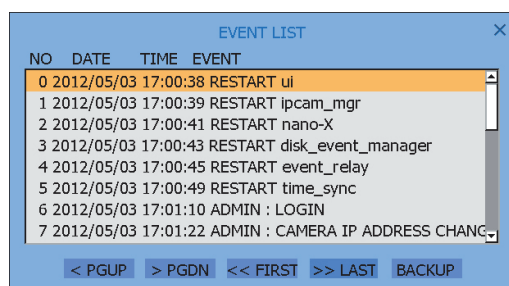 EVENT LIST ×
NO DATE TIME EVENT
0 2012/05/03 17:00:38 RESTART ui
1 2012/05/03 17:00:39 RESTART ipcam_mgr
2 2012/05/03 17:00:41 RESTART nano-X
3 2012/05/03 17:00:43 RESTART disk_event_manager
4 2012/05/03 17:00:45 RESTART event_relay
5 2012/05/03 17:00:49 RESTART time_sync
6 2012/05/03 17:01:10 ADMIN : LOGIN
7 2012/05/03 17:01:22 ADMIN : CAMERA IP ADDRESS CHANG
< PGUP > PGDN << FIRST >> LAST BACKUP